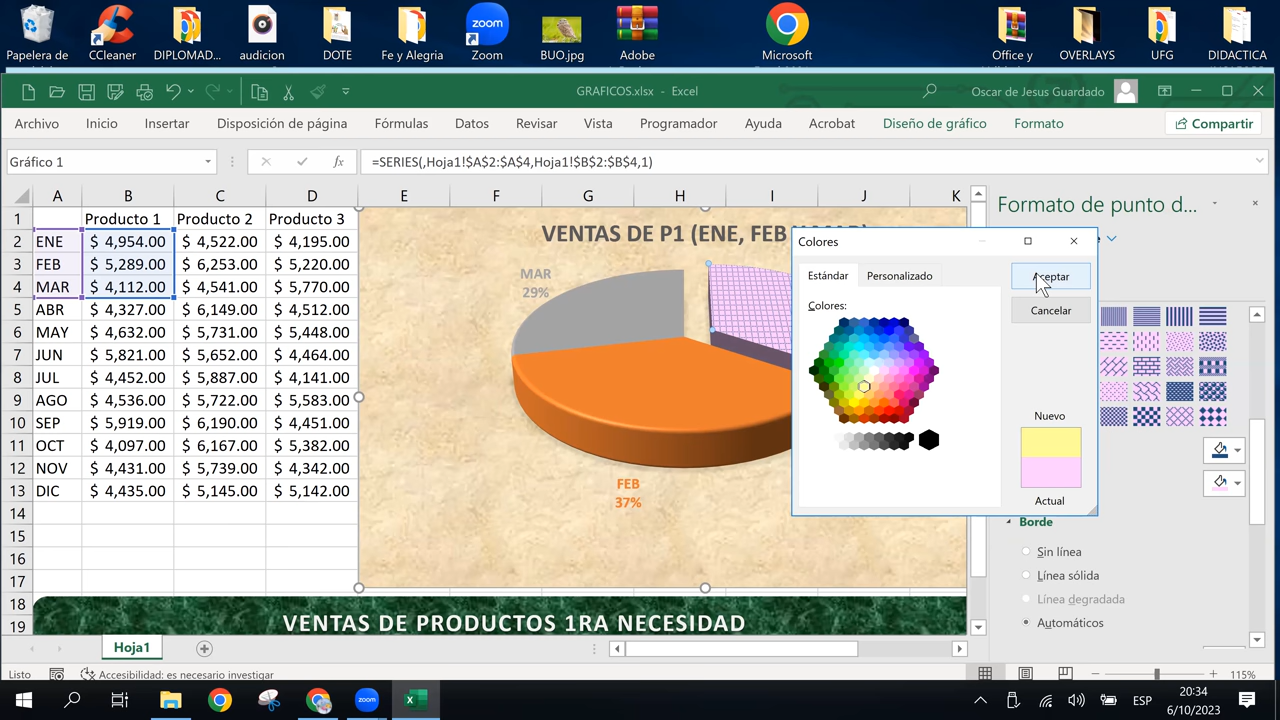 Papelera de
CCleaner
DIPLOMAD...
audicion
DOTE
Fe y Alegria
zoom
Zoom
BUO.jpg
Adobe
Microsoft
Office y
OVERLAYS
UFG
DIDACTICA
GRAFICOS.xlsx - Excel
Oscar de Jesus Guardado
Archivo Inicio Insertar Disposición de página Fórmulas Datos Revisar Vista Programador Ayuda Acrobat Diseño de gráfico Formato Compartir
Gráfico 1 fx =SERIES(,Hoja1!$A$2:$A$4,Hoja1!$B$2:$B$4,1)
A B C D E F G H I J K
1 Producto 1 Producto 2 Producto 3
2 ENE $ 4,954.00 $ 4,522.00 $ 4,195.00
3 FEB $ 5,289.00 $ 6,253.00 $ 5,220.00
4 MAR $ 4,112.00 $ 4,541.00 $ 5,770.00
5 ABR $ 4,327.00 $ 6,149.00 $ 4,512.00
6 MAY $ 4,632.00 $ 5,731.00 $ 5,448.00
7 JUN $ 5,821.00 $ 5,652.00 $ 4,464.00
8 JUL $ 4,452.00 $ 5,887.00 $ 4,141.00
9 AGO $ 4,536.00 $ 5,722.00 $ 5,583.00
10 SEP $ 5,919.00 $ 6,190.00 $ 4,451.00
11 OCT $ 4,097.00 $ 6,167.00 $ 5,382.00
12 NOV $ 4,431.00 $ 5,739.00 $ 4,342.00
13 DIC $ 4,435.00 $ 5,145.00 $ 5,142.00
14
15
16
17
18
19
VENTAS DE P1 (ENE, FEB
MAR
29%
FEB
37%
VENTAS DE PRODUCTOS 1RA NECESIDAD
Formato de punto d...
Colores
Estándar Personalizado
Colores:
Aceptar
Cancelar
Nuevo
Actual
Borde
Sin línea
Línea sólida
Línea degradada
Automáticos
Hoja1
Listo
Accesibilidad: es necesario investigar
115%
zoom
ESP
20:34
6/10/2023